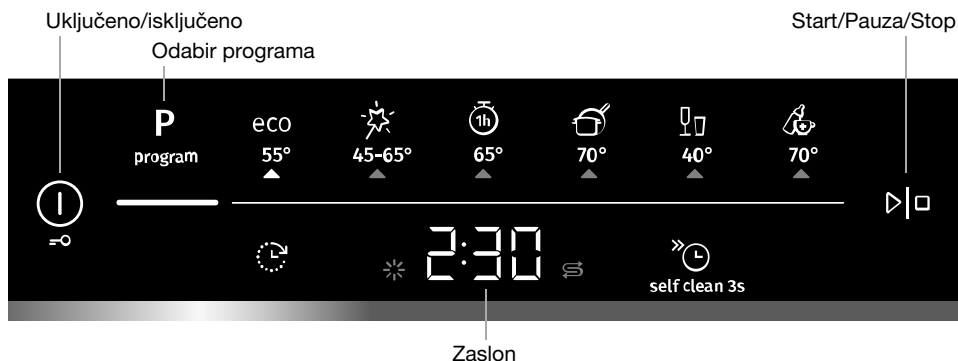 Uključeno/isključeno
Start/Pauza/Stop
Odabir programa
P
program
eco
55°
45-65°
1h
65°
70°
40°
70°
2:30
self clean 3s
Zaslon